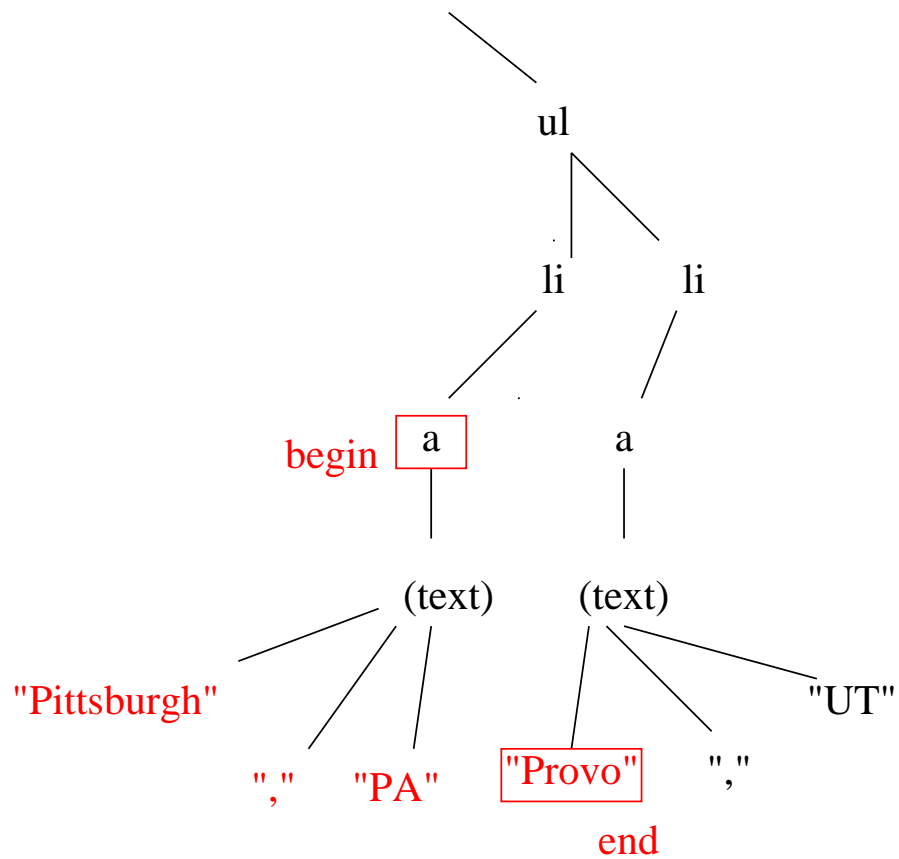 ul
li li
begin a a
(text) (text)
"Pittsburgh" "UT"
"," "PA" "Provo" ","
end